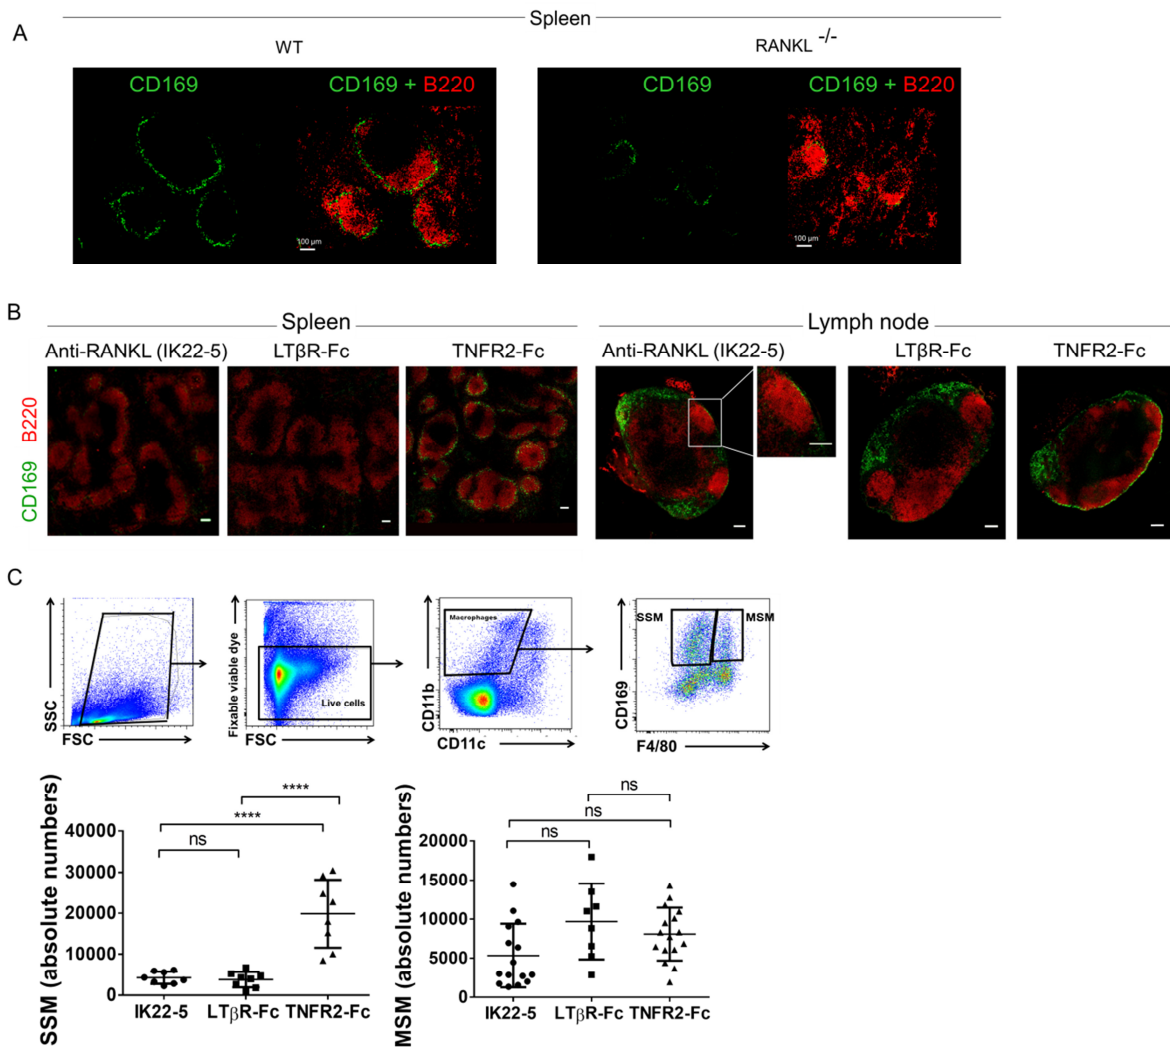 Spleen
A
WT
RANKL -/-
CD169
CD169 + B220
CD169
CD169 + B220
100 μm
100 μm
B
Spleen
Lymph node
Anti-RANKL (IK22-5)
LTβR-Fc
TNFR2-Fc
Anti-RANKL (IK22-5)
LTβR-Fc
TNFR2-Fc
CD169 B220
C
SSC
FSC
Fixable viable dye
Live cells
FSC
Macrophages
CD11b
CD11c
SSM
MSM
CD169
F4/80
SSM (absolute numbers)
****
****
ns
40000
30000
20000
10000
0
IK22-5
LTβR-Fc
TNFR2-Fc
MSM (absolute numbers)
ns
ns
ns
20000
15000
10000
5000
0
IK22-5
LTβR-Fc
TNFR2-Fc